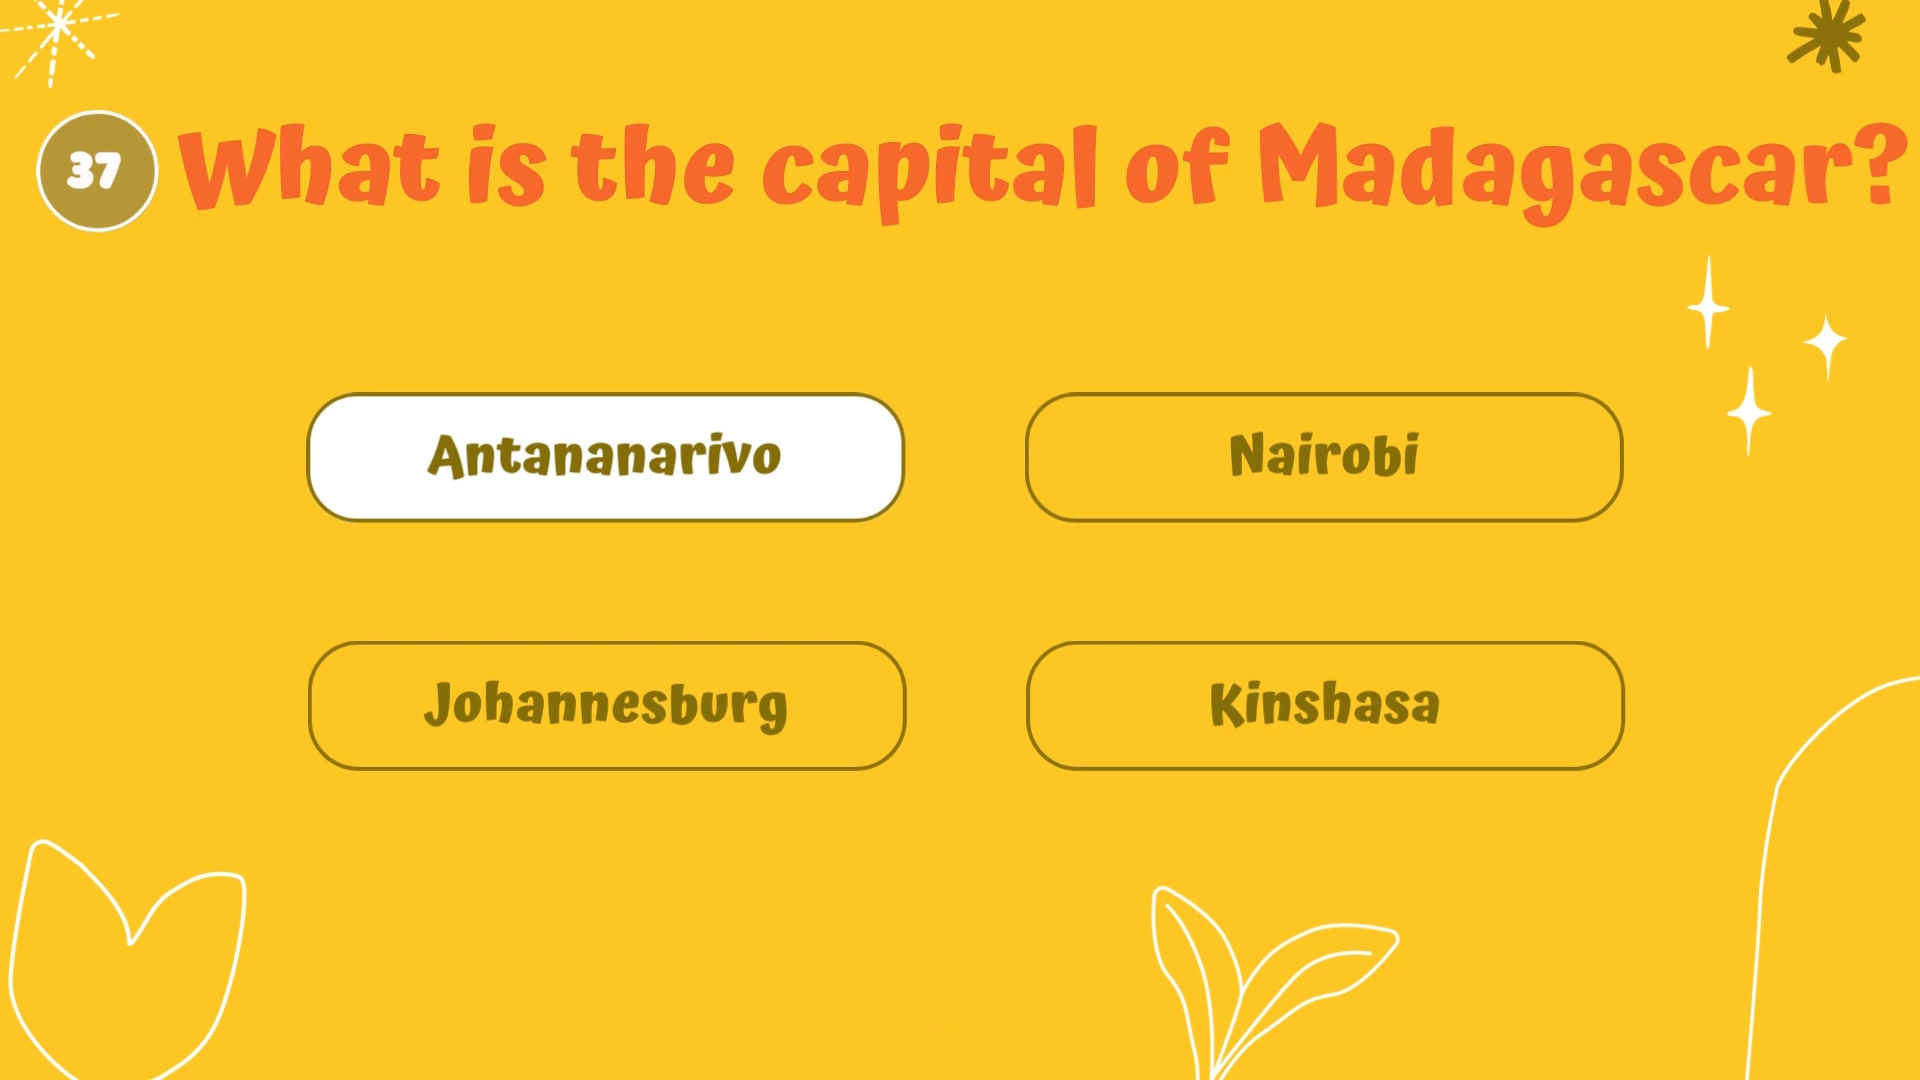 37 What is the capital of Madagascar?
Antananarivo
Nairobi
Johannesburg
Kinshasa